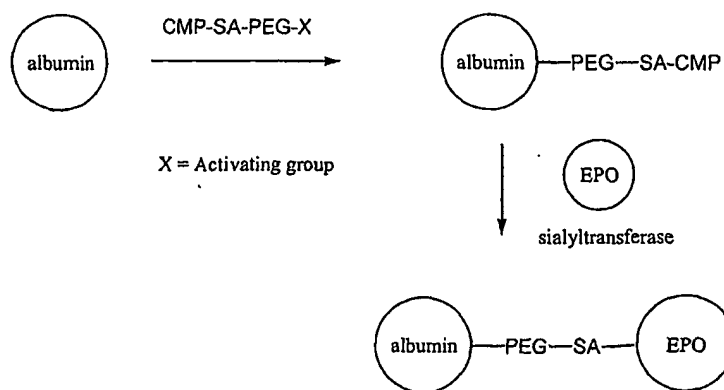 CMP-SA-PEG-X
albumin
albumin—PEG—SA-CMP
X = Activating group
EPO
sialyltransferase
albumin—PEG—SA—EPO